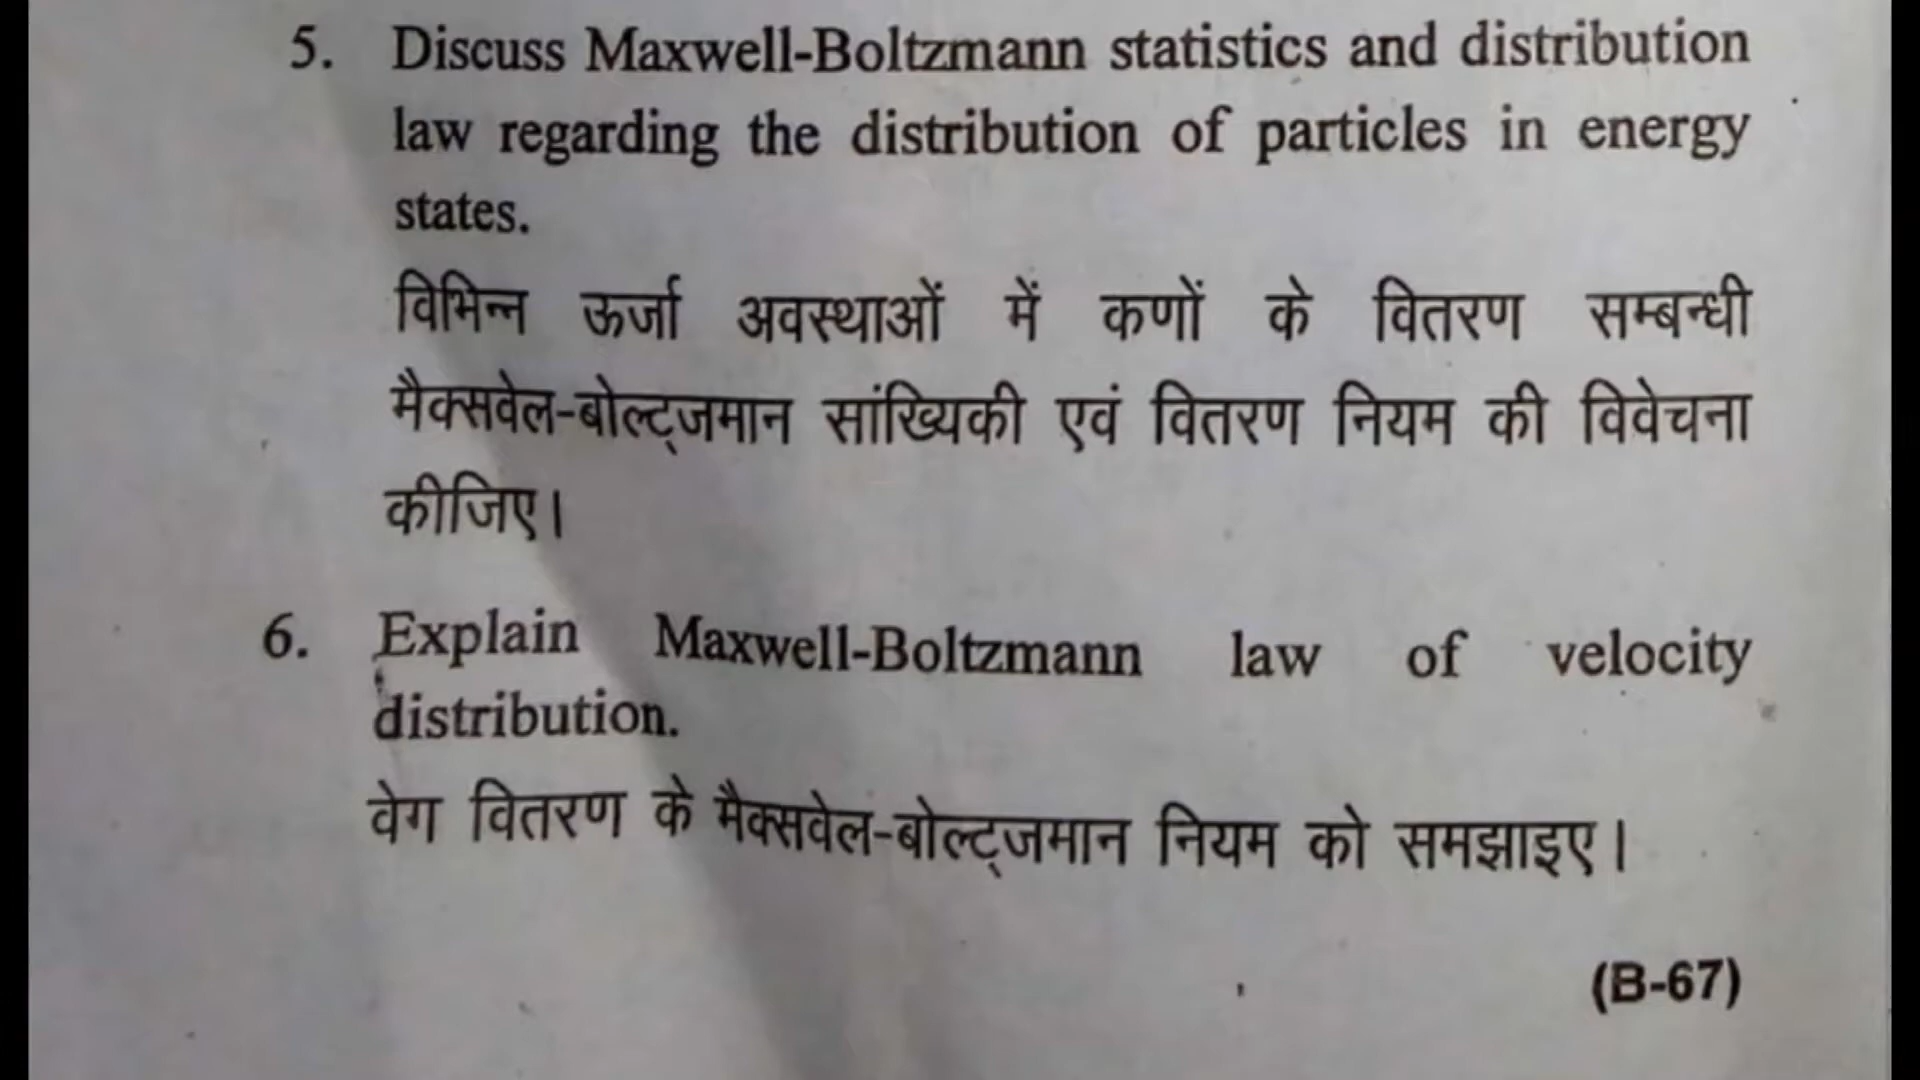 5. Discuss Maxwell-Boltzmann statistics and distribution
law regarding the distribution of particles in energy
states.
विभिन्न ऊर्जा अवस्थाओं में कणों के वितरण सम्बन्धी
मैक्सवेल-बोल्ट्जमान सांख्यिकी एवं वितरण नियम की विवेचना
कीजिए।
6. Explain Maxwell-Boltzmann law of velocity
distribution.
वेग वितरण के मैक्सवेल-बोल्ट्जमान नियम को समझाइए।
(B-67)